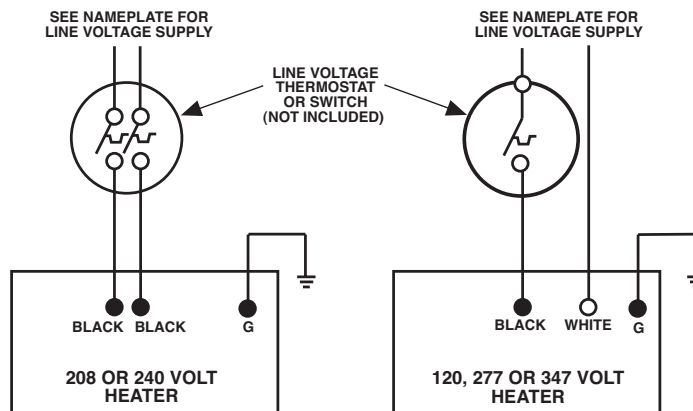 SEE NAMEPLATE FOR
LINE VOLTAGE SUPPLY
SEE NAMEPLATE FOR
LINE VOLTAGE SUPPLY
LINE VOLTAGE
THERMOSTAT
OR SWITCH
(NOT INCLUDED)
BLACK BLACK G
BLACK WHITE G
208 OR 240 VOLT
HEATER
120, 277 OR 347 VOLT
HEATER